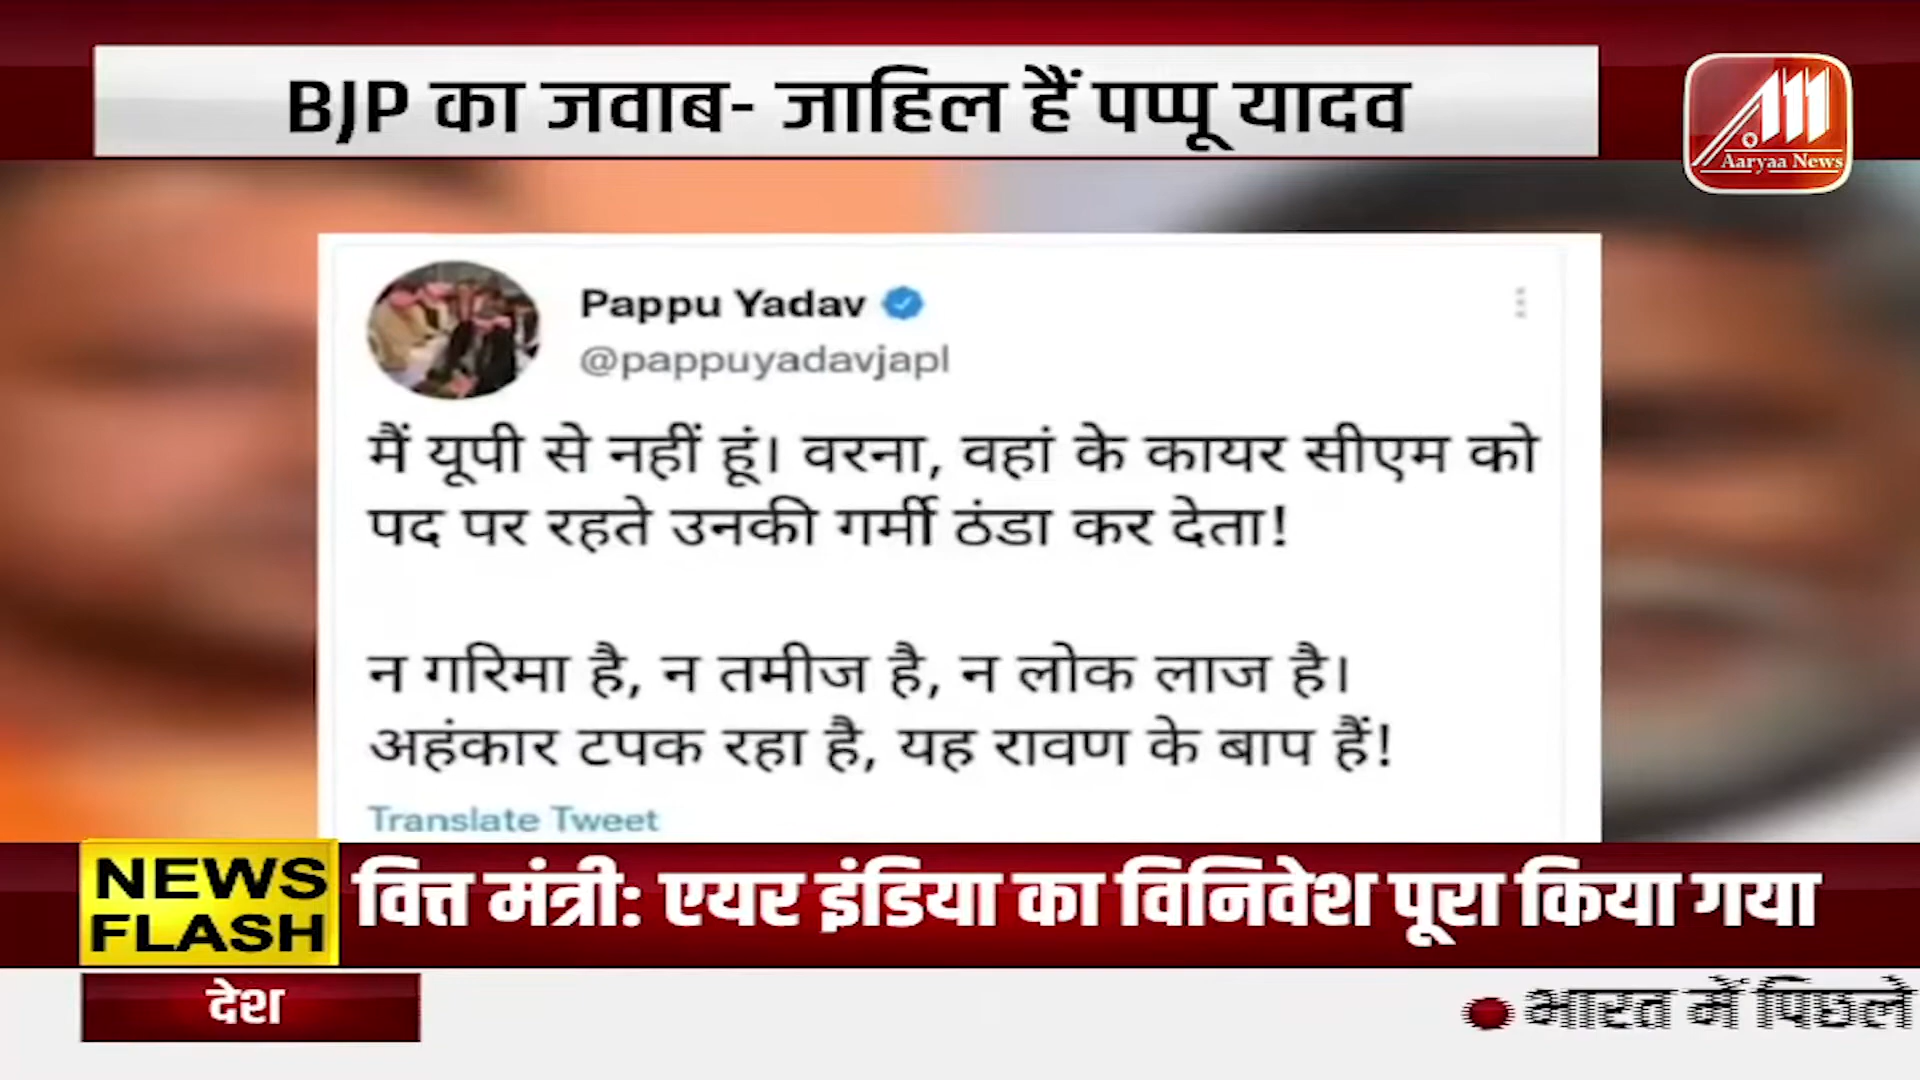 BJP का जवाब- जाहिल हैं पप्पू यादव
Aaryaa News
Pappu Yadav
@pappuyadavjapl
मैं यूपी से नहीं हूं। वरना, वहां के कायर सीएम को
पद पर रहते उनकी गर्मी ठंडा कर देता!
न गरिमा है, न तमीज है, न लोक लाज है।
अहंकार टपक रहा है, यह रावण के बाप हैं!
Translate Tweet
NEWS
FLASH
वित्त मंत्री: एयर इंडिया का विनिवेश पूरा किया गया
देश
भारत में पिछले